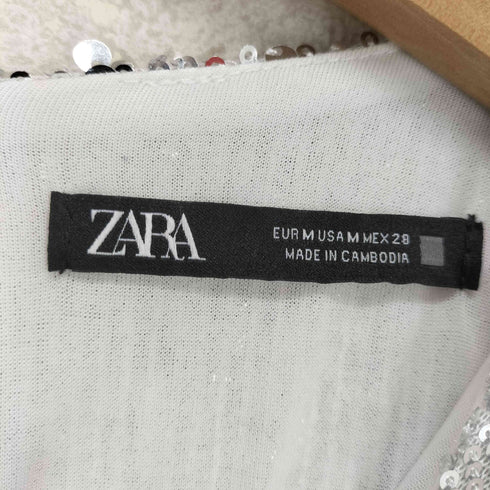 ZARA
EUR M USA M MEX 28
MADE IN CAMBODIA